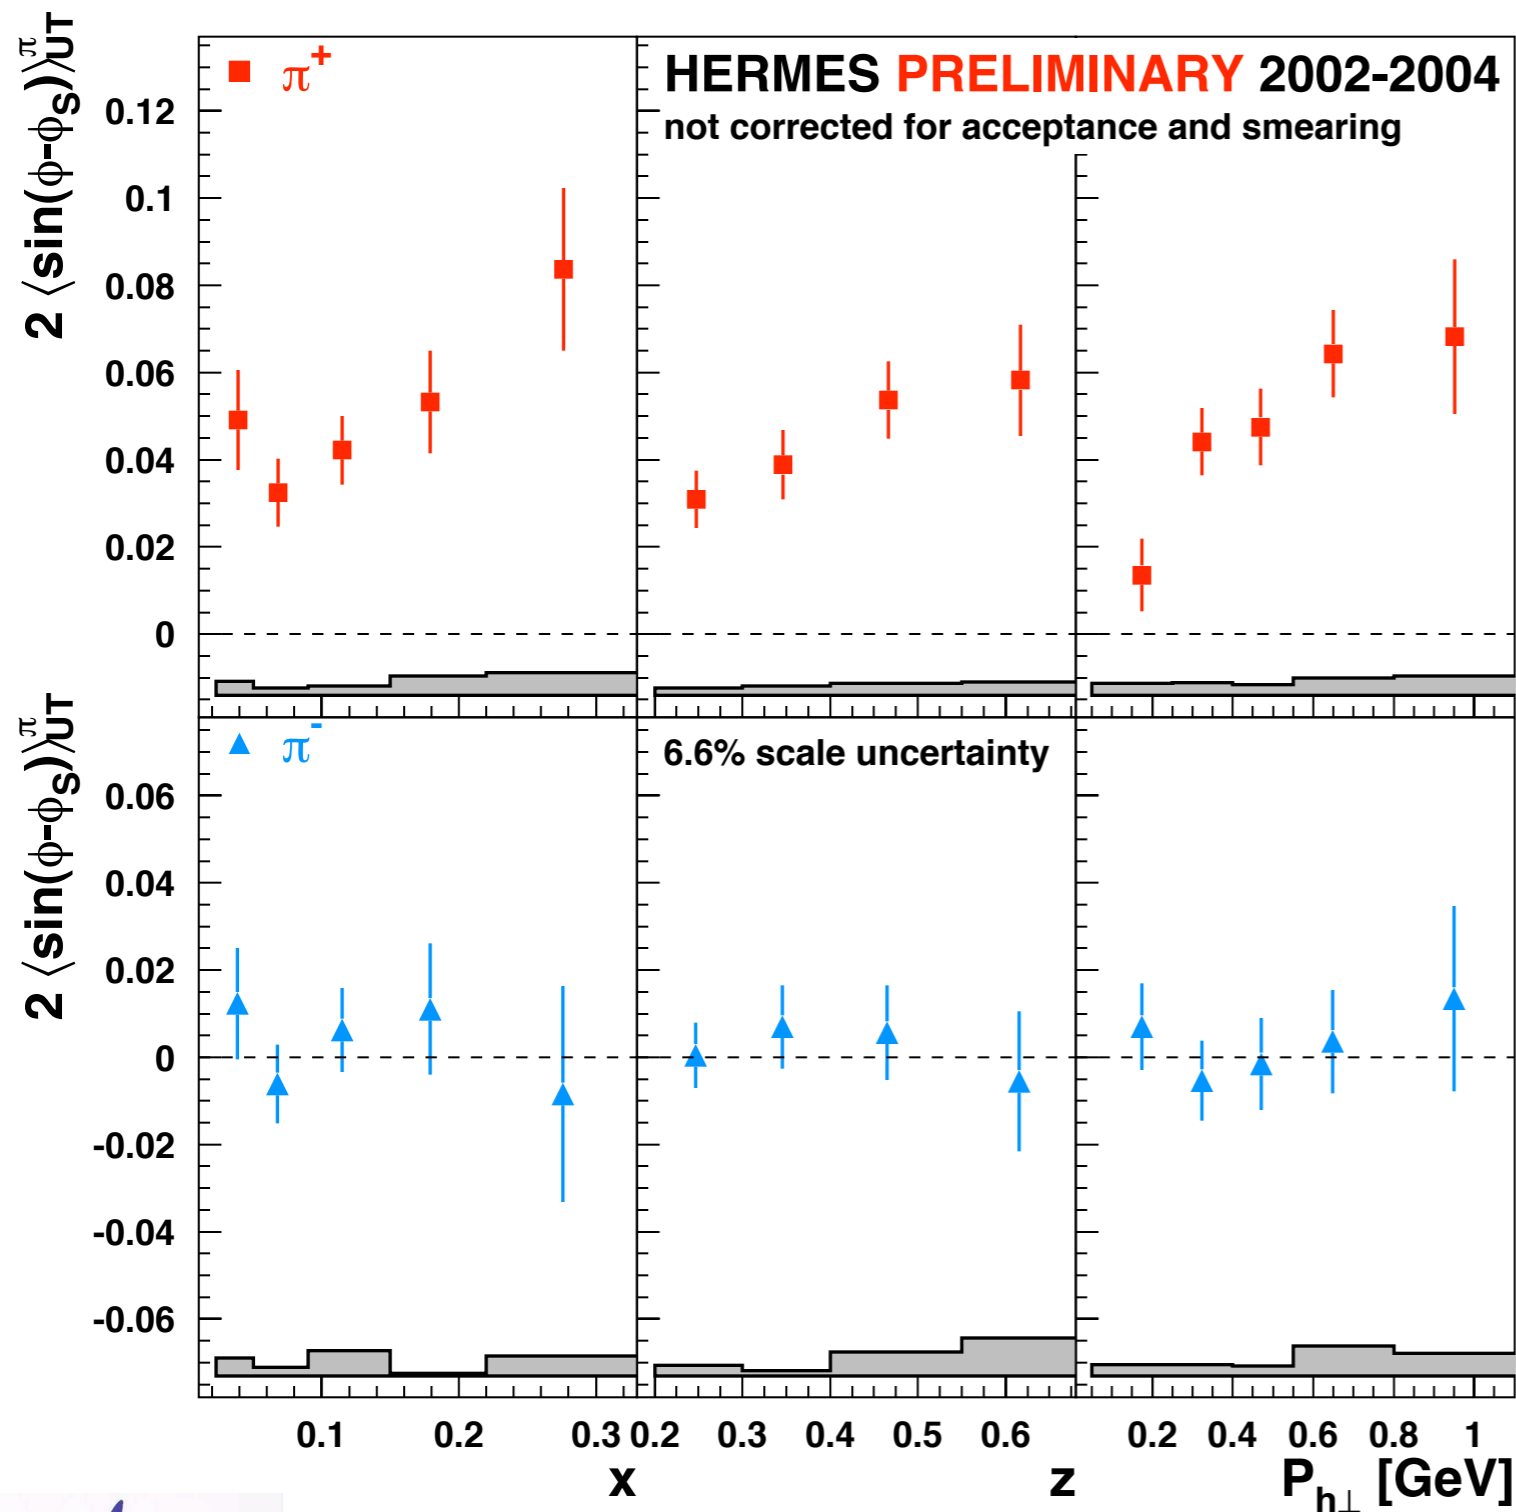 2 ⟨sin(ϕ-ϕS)⟩πUT
π+
HERMES PRELIMINARY 2002-2004
not corrected for acceptance and smearing
0.12
0.1
0.08
0.06
0.04
0.02
0
2 ⟨sin(ϕ-ϕS)⟩πUT
π-
6.6% scale uncertainty
0.06
0.04
0.02
0
-0.02
-0.04
-0.06
0.1 0.2 0.3 0.2 0.3 0.4 0.5 0.6 0.2 0.4 0.6 0.8 1
x z Ph⊥ [GeV]